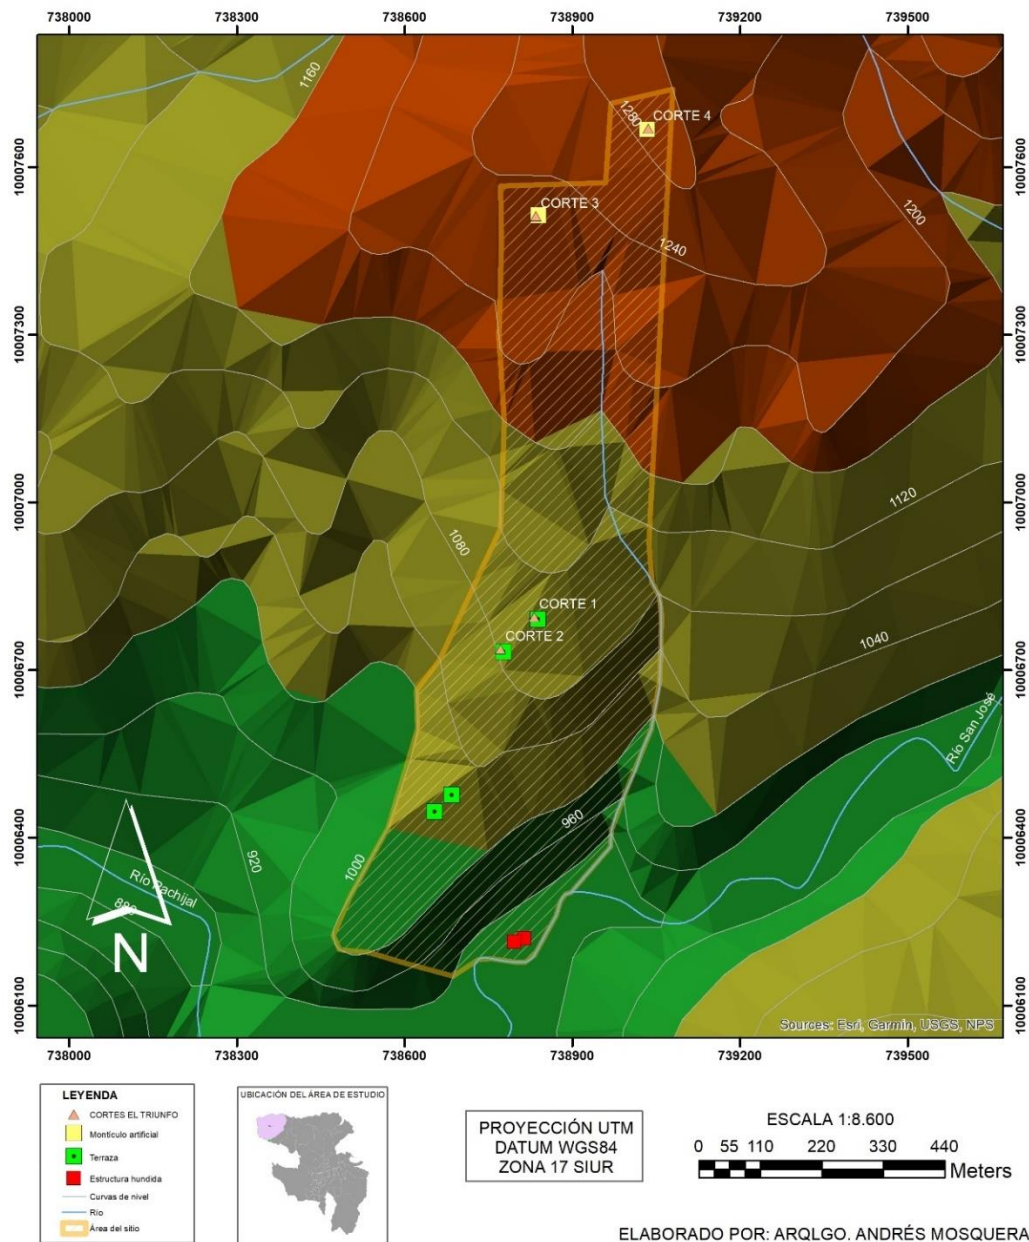 738000 738300 738600 738900 739200 739500
10007600
10007300
10007000
10006700
10006400
10006100
10007600
10007300
10007000
10006700
10006400
10006100
1160
1280
CORTE 4
CORTE 3
1200
1240
1120
1080
CORTE 1
CORTE 2
1040
Río San José
960
1000
920
Río Pachijal
880
N
Sources: Esri, Garmin, USGS, NPS
738000 738300 738600 738900 739200 739500
LEYENDA
CORTES EL TRIUNFO
Montículo artificial
Terraza
Estructura hundida
Curvas de nivel
Río
Área del sitio
UBICACIÓN DEL ÁREA DE ESTUDIO
PROYECCIÓN UTM
DATUM WGS84
ZONA 17 SIUR
ESCALA 1:8.600
0 55 110 220 330 440
Meters
ELABORADO POR: ARQLGO. ANDRÉS MOSQUERA